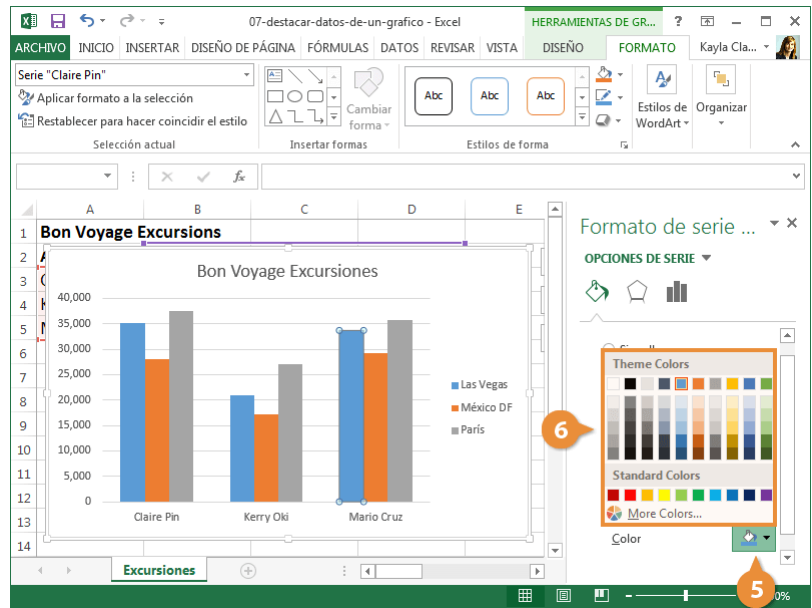 07-destacar-datos-de-un-grafico - Excel
HERRAMIENTAS DE GR...
?
ARCHIVO INICIO INSERTAR DISEÑO DE PÁGINA FÓRMULAS DATOS REVISAR VISTA DISEÑO FORMATO Kayla Cla...
Serie "Claire Pin"
Aplicar formato a la selección
Restablecer para hacer coincidir el estilo
Selección actual
Cambiar
forma
Insertar formas
Abc Abc Abc
Estilos de forma
Estilos de
WordArt
Organizar
fx
A B C D E
1 Bon Voyage Excursions
2
3
4
5
6
7
8
9
10
11
12
13
14
Bon Voyage Excursiones
40,000
35,000
30,000
25,000
20,000
15,000
10,000
5,000
0
Claire Pin Kerry Oki Mario Cruz
Las Vegas
México DF
París
Formato de serie ...
OPCIONES DE SERIE
Theme Colors
Standard Colors
More Colors...
Color
6
5
Excursiones
0%